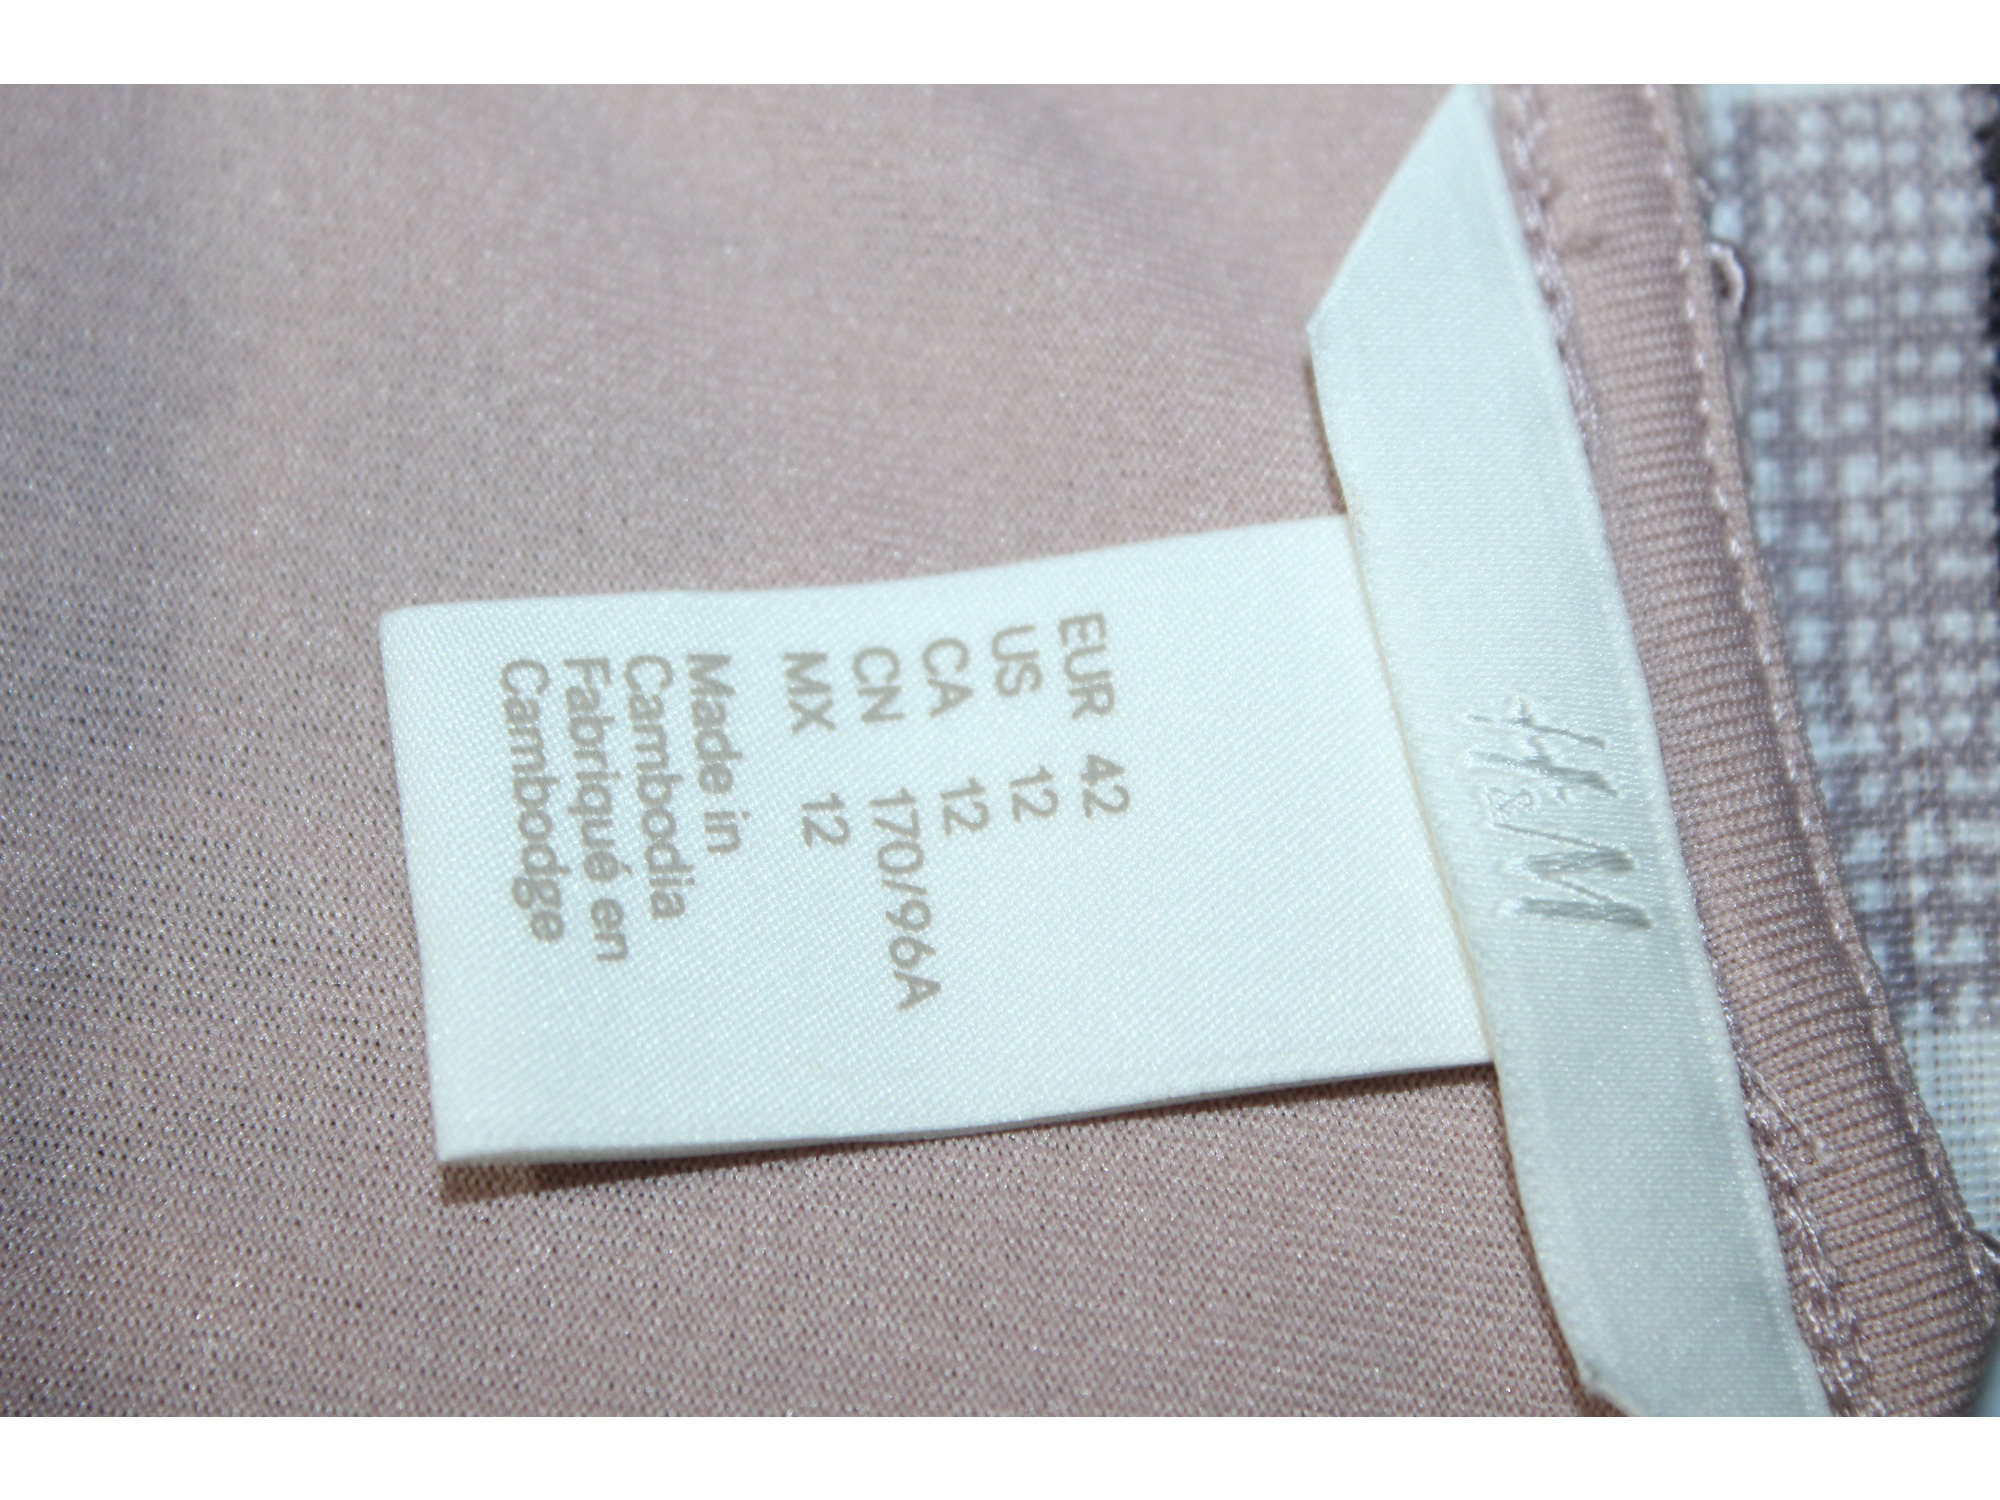 H&M
EUR 42
US 12
CA 12
CN 170/96A
MX 12
Made in
Cambodia
Fabriqué en
Cambodge